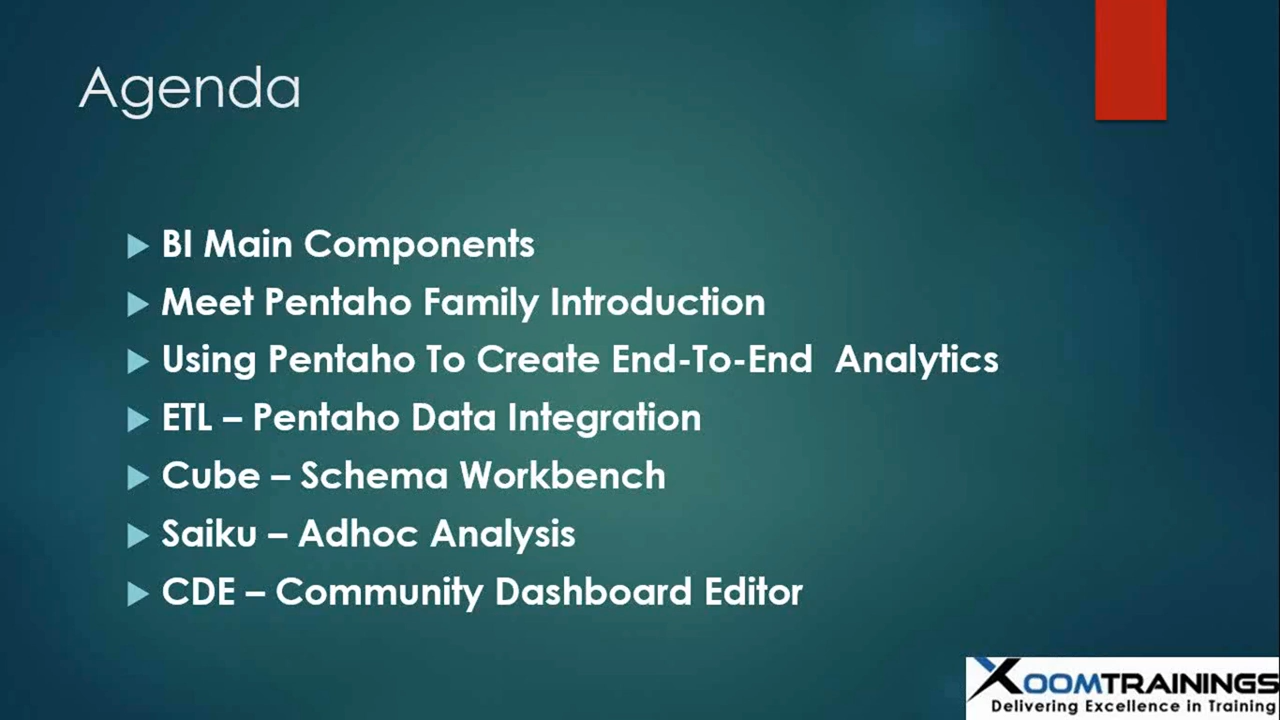 Agenda
BI Main Components
Meet Pentaho Family Introduction
Using Pentaho To Create End-To-End  Analytics
ETL – Pentaho Data Integration
Cube – Schema Workbench
Saiku – Adhoc Analysis
CDE – Community Dashboard Editor
XOOMTRAININGS
Delivering Excellence in Training